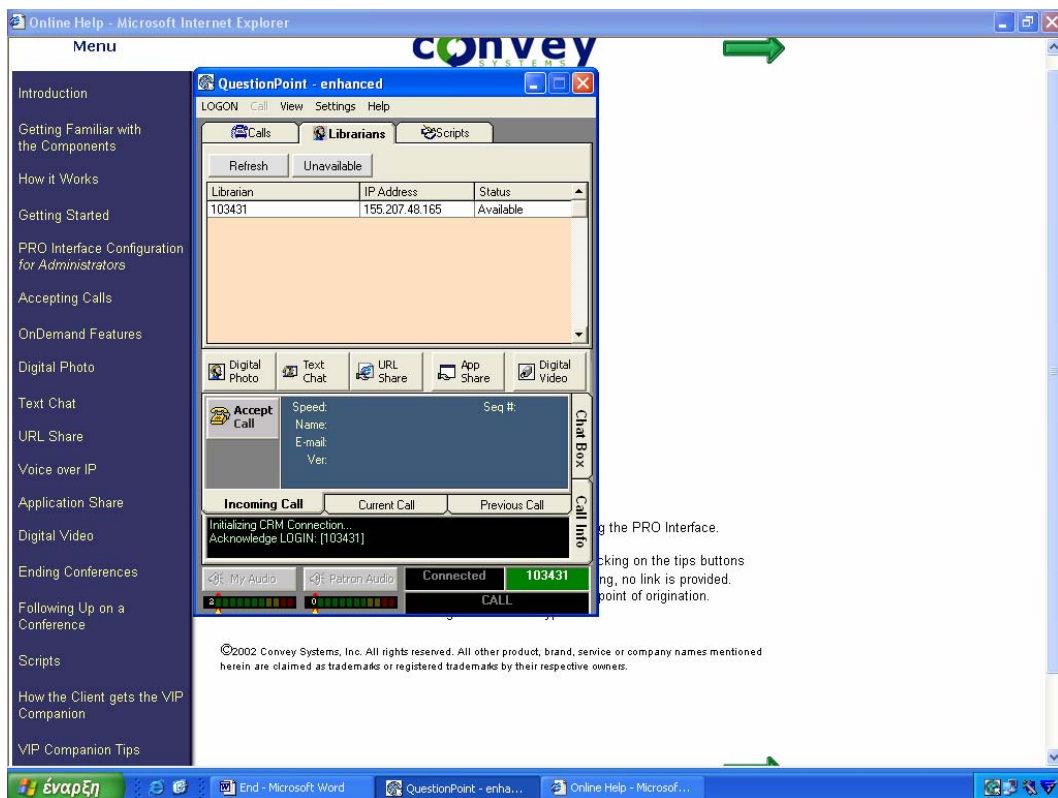 Online Help - Microsoft Internet Explorer
Menu
convey
SYSTEMS
Introduction
Getting Familiar with
the Components
How it Works
Getting Started
PRO Interface Configuration
for Administrators
Accepting Calls
OnDemand Features
Digital Photo
Text Chat
URL Share
Voice over IP
Application Share
Digital Video
Ending Conferences
Following Up on a
Conference
Scripts
How the Client gets the VIP
Companion
VIP Companion Tips
QuestionPoint - enhanced
LOGON Call View Settings Help
Calls Librarians Scripts
Refresh Unavailable
Librarian IP Address Status
103431 155.207.48.165 Available
Digital Photo
Text Chat
URL Share
App Share
Digital Video
Accept Call
Speed: Seq #:
Name:
E-mail:
Ver:
Chat Box
Call Info
Incoming Call Current Call Previous Call
Initializing CRM Connection...
Acknowledge LOGIN: [103431]
My Audio Patron Audio Connected 103431
2 0 CALL
g the PRO Interface.
cking on the tips buttons
ng, no link is provided.
point of origination.
©2002 Convey Systems, Inc. All rights reserved. All other product, brand, service or company names mentioned
herein are claimed as trademarks or registered trademarks by their respective owners.
έναρξη End - Microsoft Word QuestionPoint - enha... Online Help - Microsof...